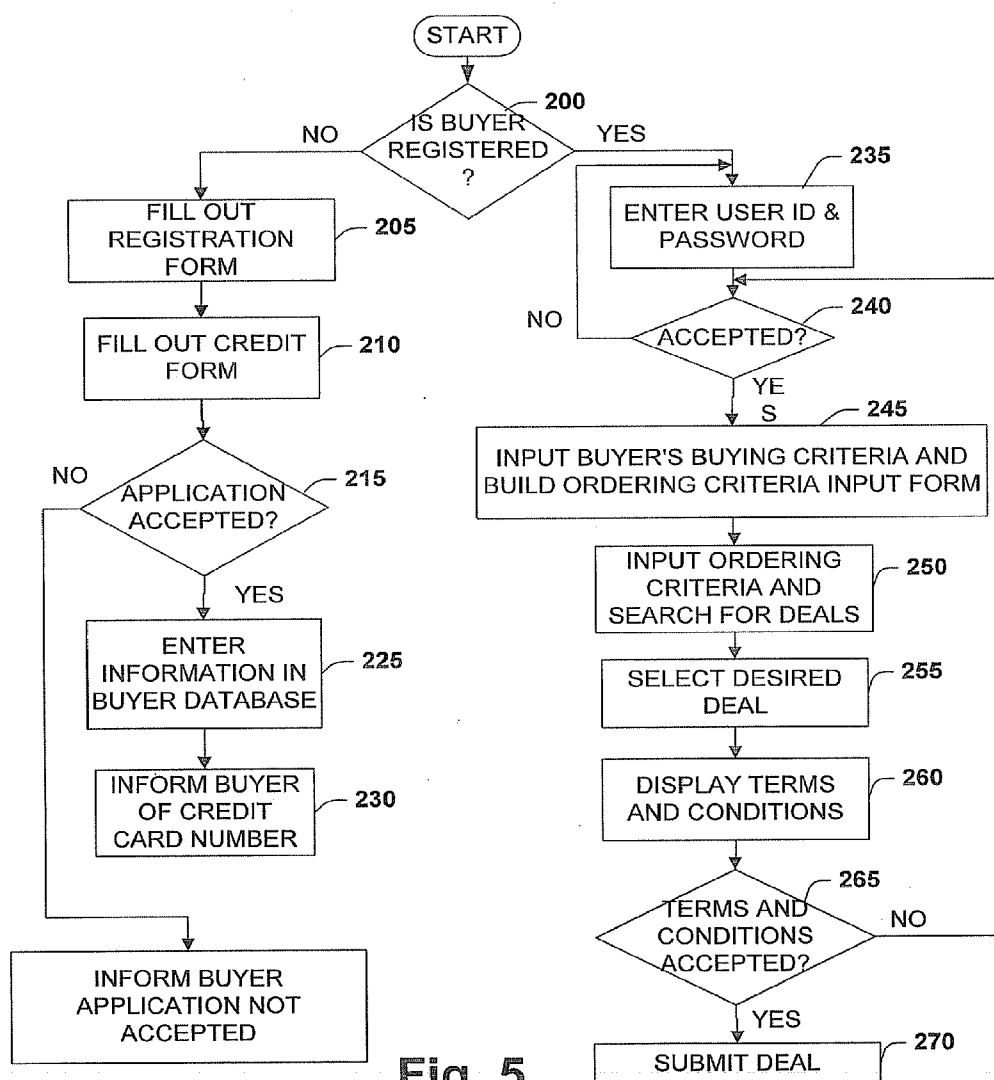 START
200
IS BUYER
REGISTERED
?
NO
YES
FILL OUT
REGISTRATION
FORM
205
FILL OUT CREDIT
FORM
210
NO
APPLICATION
ACCEPTED?
215
YES
ENTER
INFORMATION IN
BUYER DATABASE
225
INFORM BUYER
OF CREDIT
CARD NUMBER
230
INFORM BUYER
APPLICATION NOT
ACCEPTED
235
ENTER USER ID &
PASSWORD
NO
240
ACCEPTED?
YE
S
245
INPUT BUYER'S BUYING CRITERIA AND
BUILD ORDERING CRITERIA INPUT FORM
INPUT ORDERING
CRITERIA AND
SEARCH FOR DEALS
250
SELECT DESIRED
DEAL
255
DISPLAY TERMS
AND CONDITIONS
260
265
TERMS AND
CONDITIONS
ACCEPTED?
NO
YES
270
SUBMIT DEAL
Fig. 5